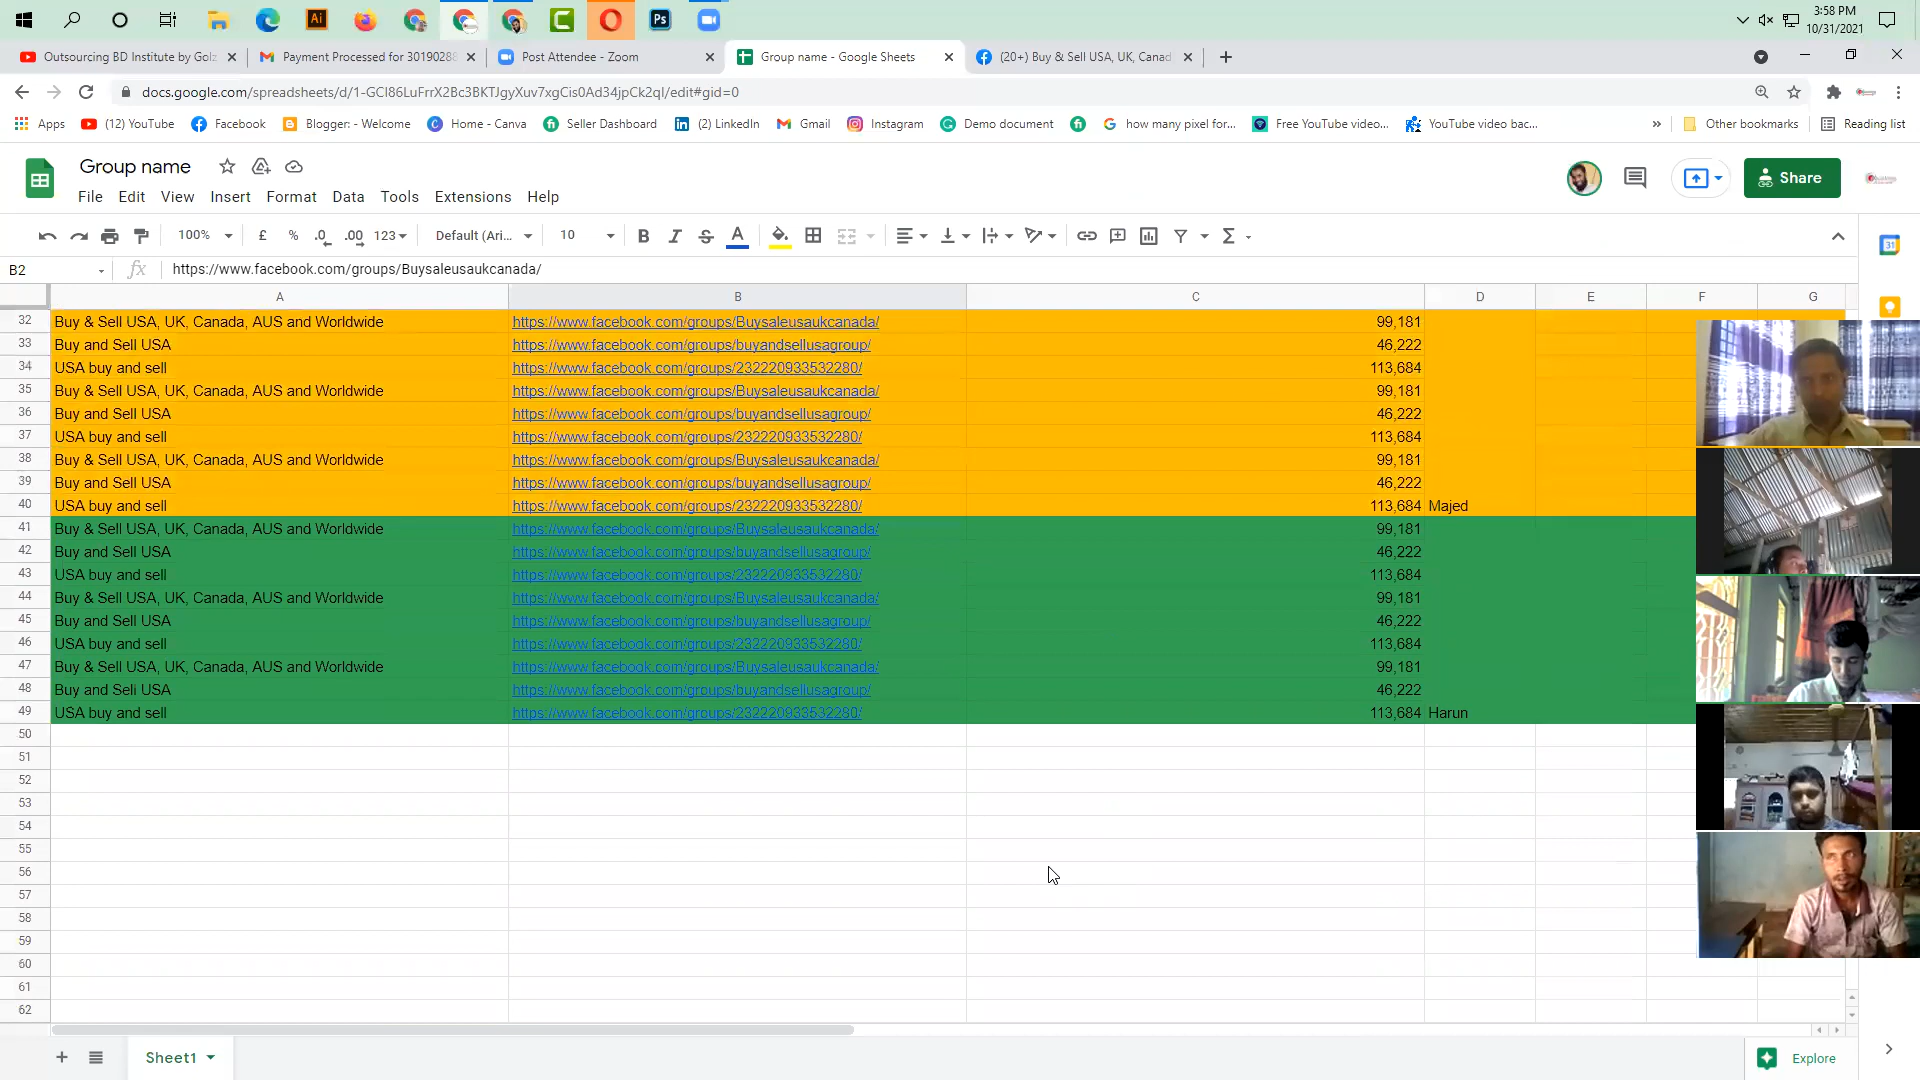 3:58 PM
10/31/2021
Outsourcing BD Institute by Golz
Payment Processed for 30190288
Post Attendee - Zoom
Group name - Google Sheets
(20+) Buy & Sell USA, UK, Canad
docs.google.com/spreadsheets/d/1-GCI86LuFrrX2Bc3BKTJgyXuv7xgCis0Ad34jpCk2qI/edit#gid=0
Apps (12) YouTube Facebook Blogger: - Welcome Home - Canva Seller Dashboard (2) LinkedIn Gmail Instagram Demo document how many pixel for... Free YouTube video... YouTube video bac... » Other bookmarks Reading list
Group name
Share
File Edit View Insert Format Data Tools Extensions Help
100% £ % .0 .00 123 Default (Ari... 10 B I S A Σ
B2 fx https://www.facebook.com/groups/Buysaleusaukcanada/
A B C D E F G
32 Buy & Sell USA, UK, Canada, AUS and Worldwide https://www.facebook.com/groups/Buysaleusaukcanada/ 99,181
33 Buy and Sell USA https://www.facebook.com/groups/buyandsellusagroup/ 46,222
34 USA buy and sell https://www.facebook.com/groups/232220933532280/ 113,684
35 Buy & Sell USA, UK, Canada, AUS and Worldwide https://www.facebook.com/groups/Buysaleusaukcanada/ 99,181
36 Buy and Sell USA https://www.facebook.com/groups/buyandsellusagroup/ 46,222
37 USA buy and sell https://www.facebook.com/groups/232220933532280/ 113,684
38 Buy & Sell USA, UK, Canada, AUS and Worldwide https://www.facebook.com/groups/Buysaleusaukcanada/ 99,181
39 Buy and Sell USA https://www.facebook.com/groups/buyandsellusagroup/ 46,222
40 USA buy and sell https://www.facebook.com/groups/232220933532280/ 113,684 Majed
41 Buy & Sell USA, UK, Canada, AUS and Worldwide https://www.facebook.com/groups/Buysaleusaukcanada/ 99,181
42 Buy and Sell USA https://www.facebook.com/groups/buyandsellusagroup/ 46,222
43 USA buy and sell https://www.facebook.com/groups/232220933532280/ 113,684
44 Buy & Sell USA, UK, Canada, AUS and Worldwide https://www.facebook.com/groups/Buysaleusaukcanada/ 99,181
45 Buy and Sell USA https://www.facebook.com/groups/buyandsellusagroup/ 46,222
46 USA buy and sell https://www.facebook.com/groups/232220933532280/ 113,684
47 Buy & Sell USA, UK, Canada, AUS and Worldwide https://www.facebook.com/groups/Buysaleusaukcanada/ 99,181
48 Buy and Sell USA https://www.facebook.com/groups/buyandsellusagroup/ 46,222
49 USA buy and sell https://www.facebook.com/groups/232220933532280/ 113,684 Harun
50
51
52
53
54
55
56
57
58
59
60
61
62
Sheet1
Explore